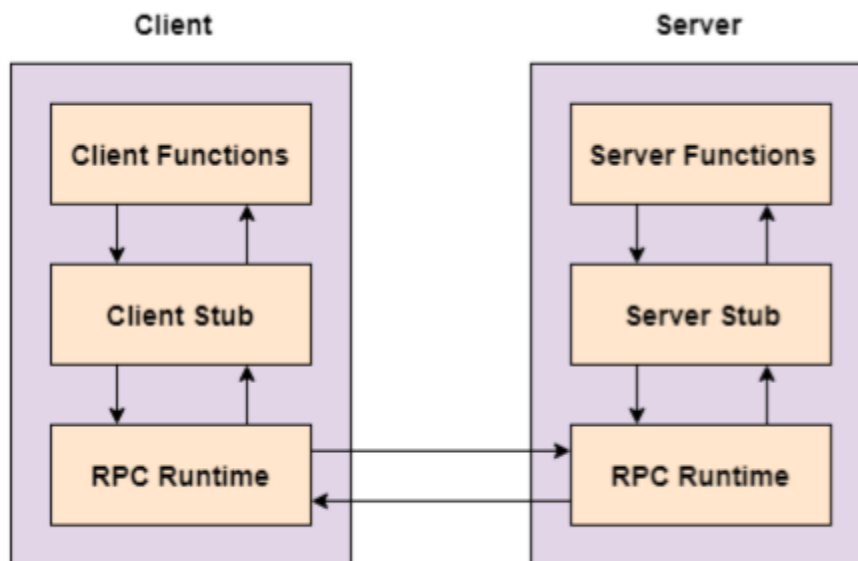 Client
Server
Client Functions
Server Functions
Client Stub
Server Stub
RPC Runtime
RPC Runtime